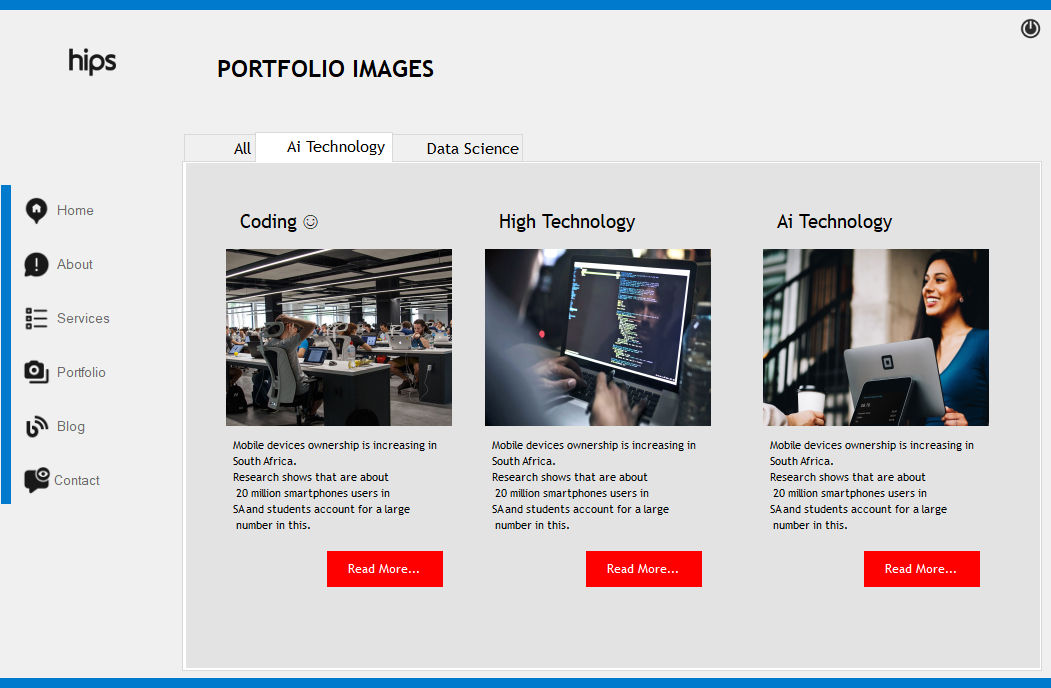 hips
PORTFOLIO IMAGES
All
Ai Technology
Data Science
Home
About
Services
Portfolio
Blog
Contact
Coding ☺
Mobile devices ownership is increasing in
South Africa.
Research shows that are about
20 million smartphones users in
SA and students account for a large
number in this.
Read More...
High Technology
Mobile devices ownership is increasing in
South Africa.
Research shows that are about
20 million smartphones users in
SA and students account for a large
number in this.
Read More...
Ai Technology
Mobile devices ownership is increasing in
South Africa.
Research shows that are about
20 million smartphones users in
SA and students account for a large
number in this.
Read More...